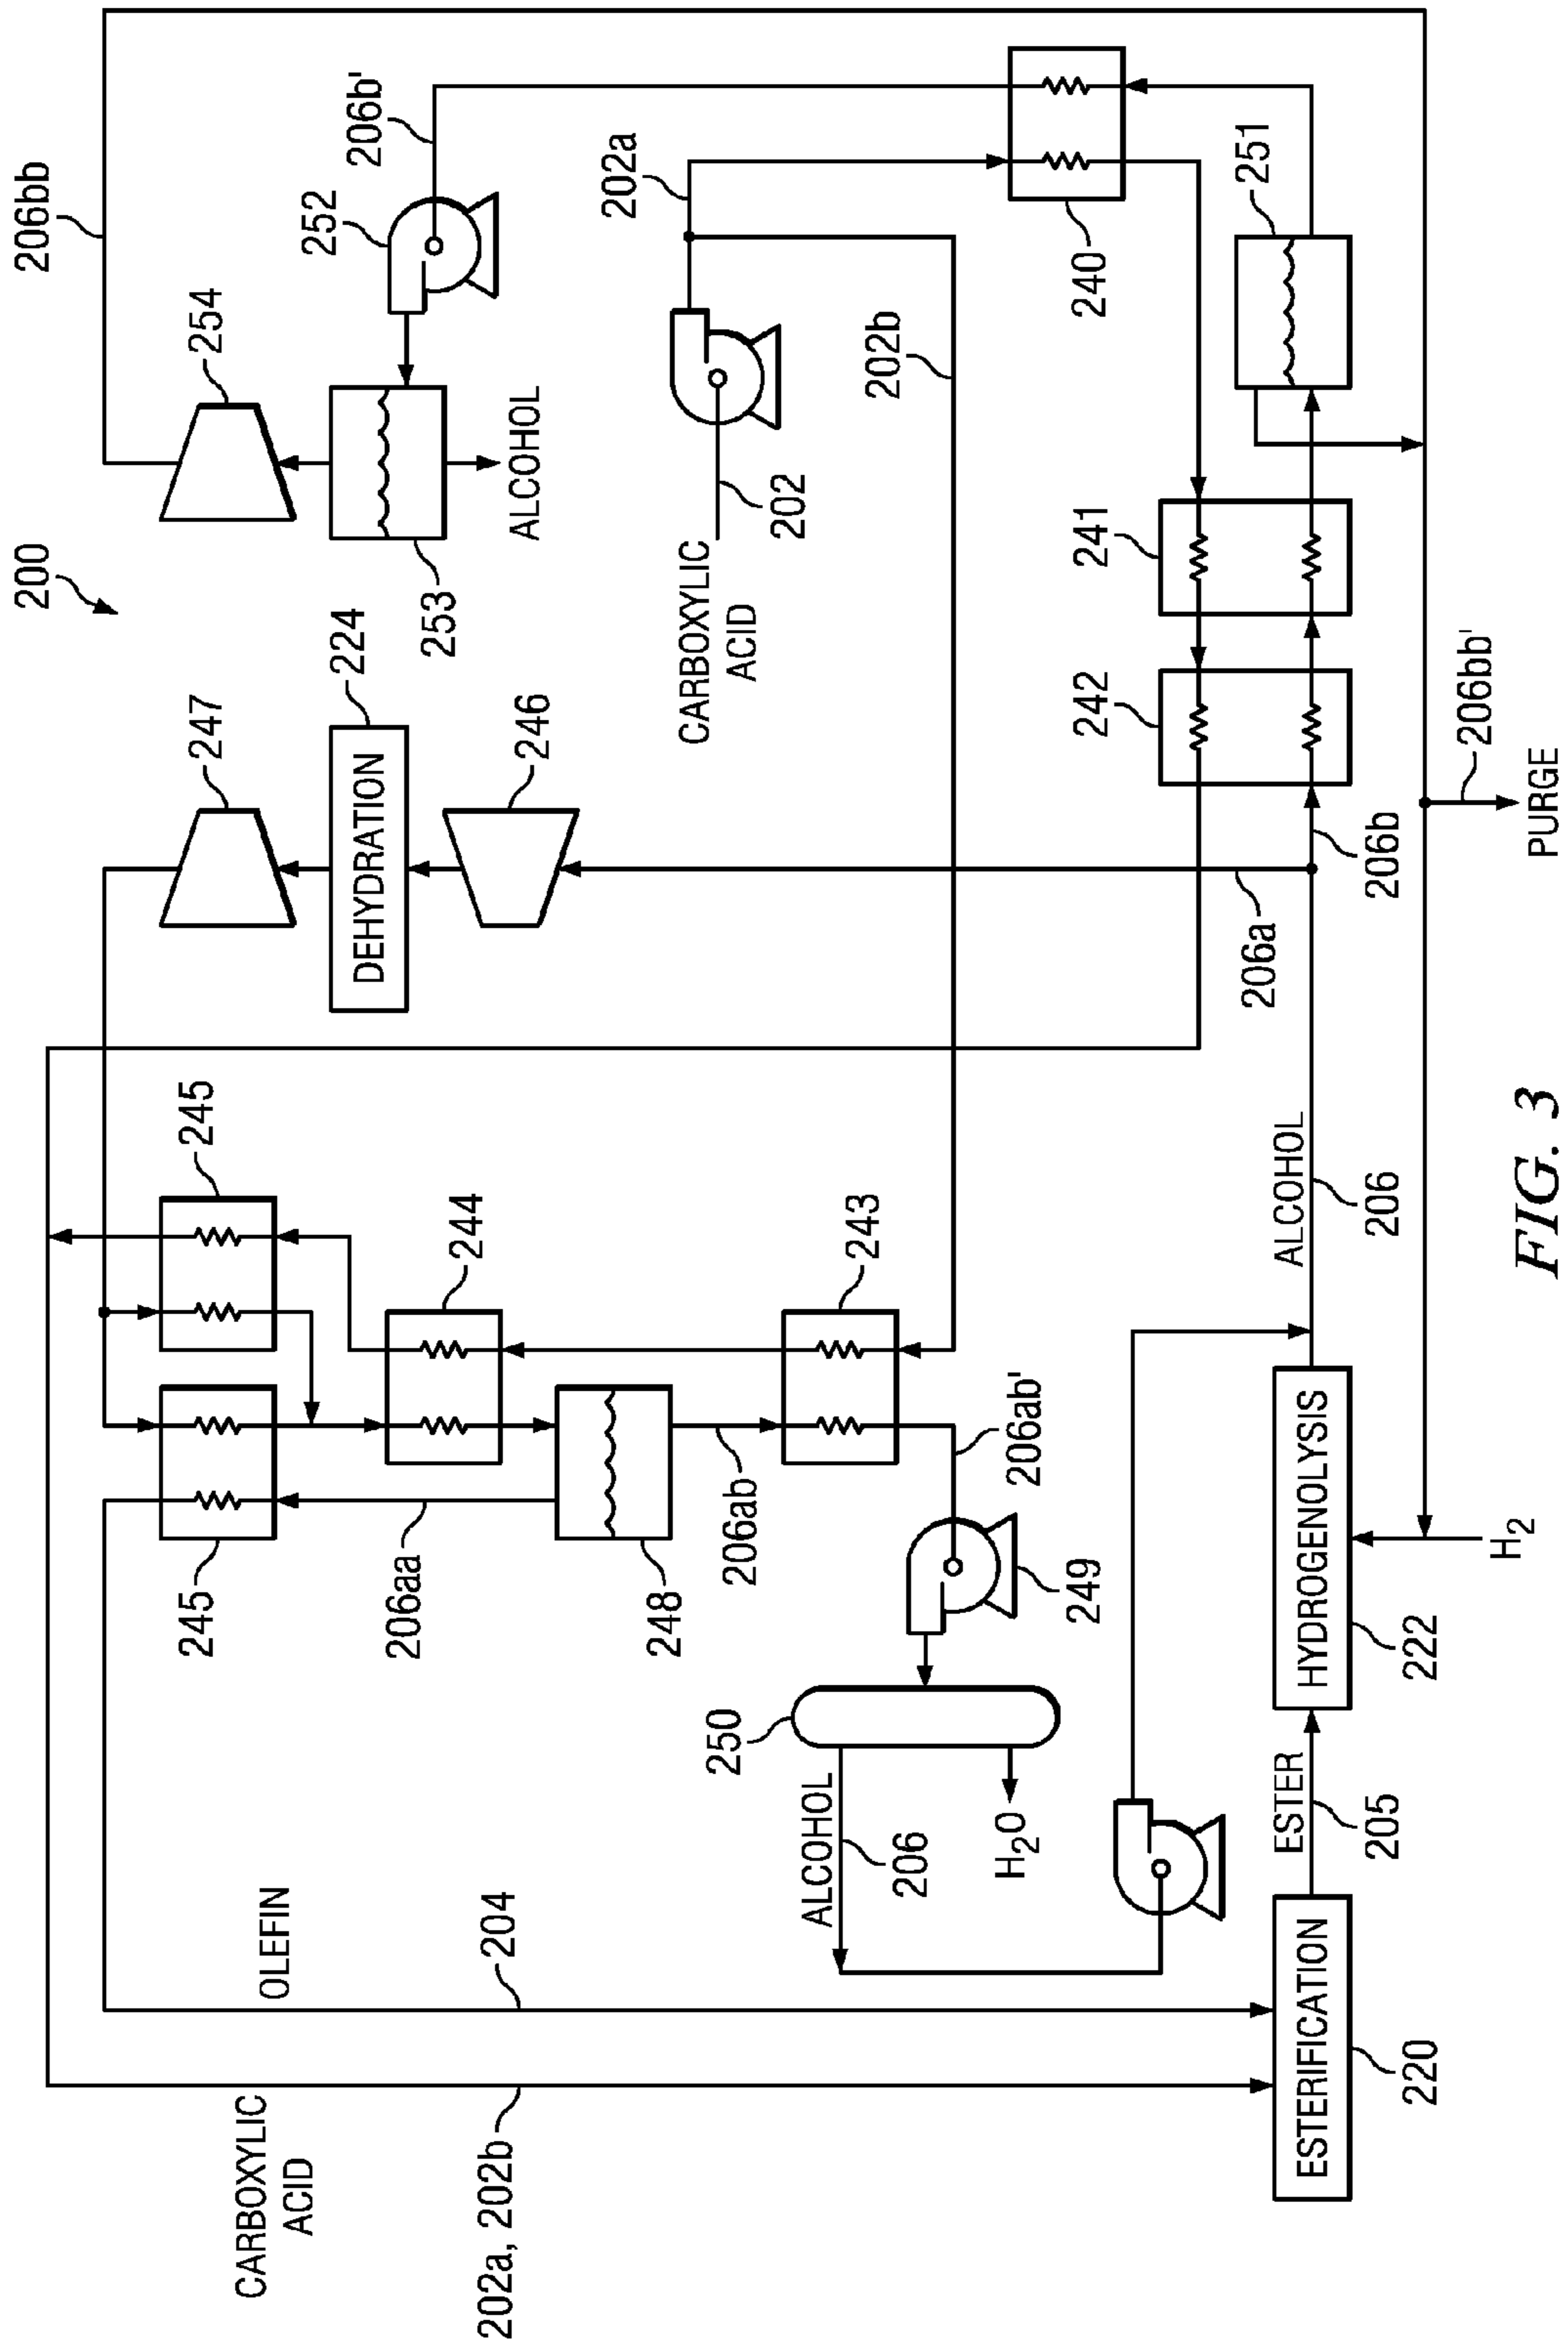 200
206bb
245
245
247
254
CARBOXYLIC
ACID
OLEFIN
252
224
206b'
DEHYDRATION
206aa
253
244
202a, 202b
204
246
ALCOHOL
202a
248
CARBOXYLIC
ACID
250
206ab
202
ALCOHOL
243
202b
206
H2O
206ab'
249
242
241
240
206a
251
ESTER
ALCOHOL
ESTERIFICATION
HYDROGENOLYSIS
205
206
206b
220
222
206bb'
H2
PURGE
FIG. 3